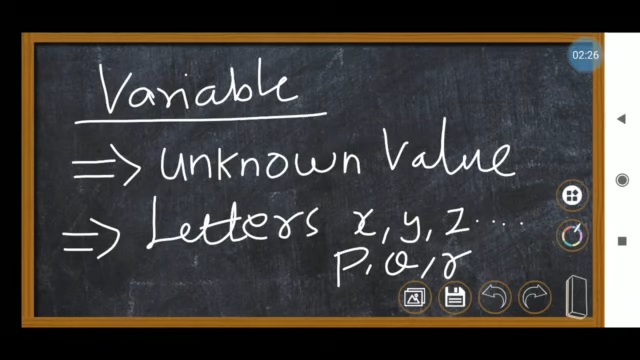 02:26
Variable
=> unknown Value
=> Letters x, y, z ....
P, Q, r